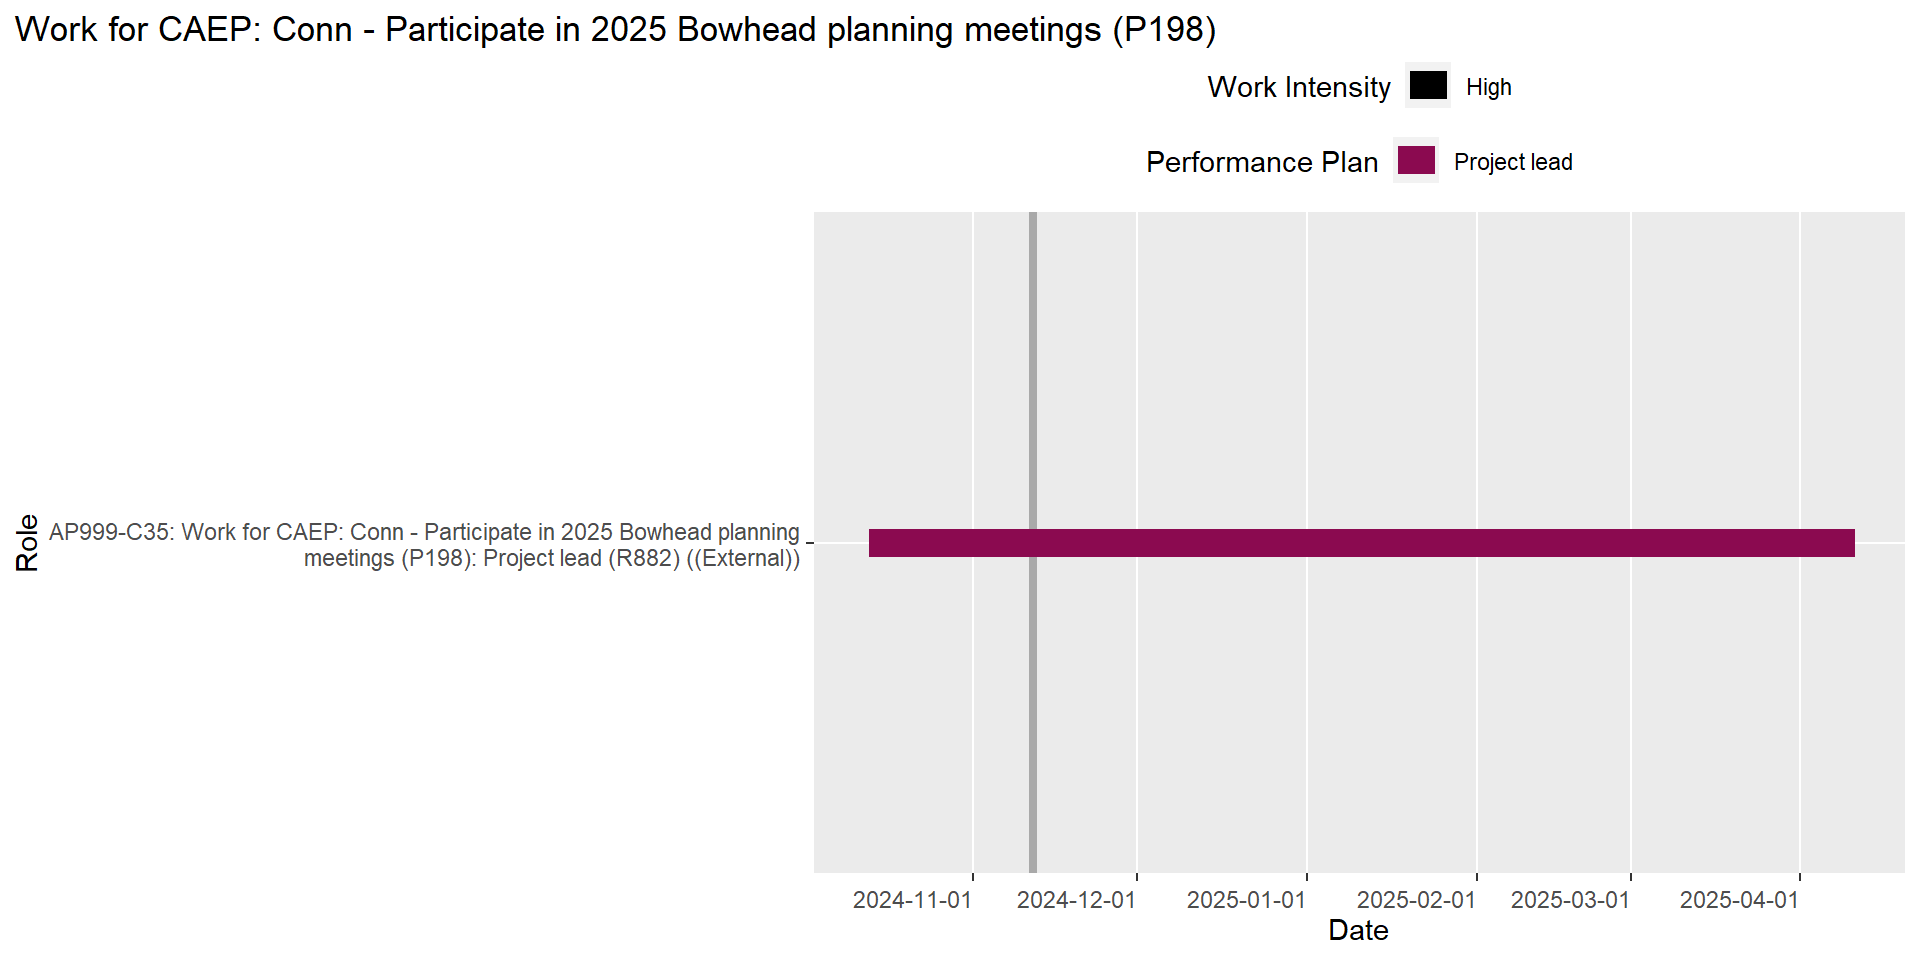 Work for CAEP: Conn - Participate in 2025 Bowhead planning meetings (P198)
Work Intensity High
Performance Plan Project lead
Role
AP999-C35: Work for CAEP: Conn - Participate in 2025 Bowhead planning
meetings (P198): Project lead (R882) ((External))
2024-11-01 2024-12-01 2025-01-01 2025-02-01 2025-03-01 2025-04-01
Date